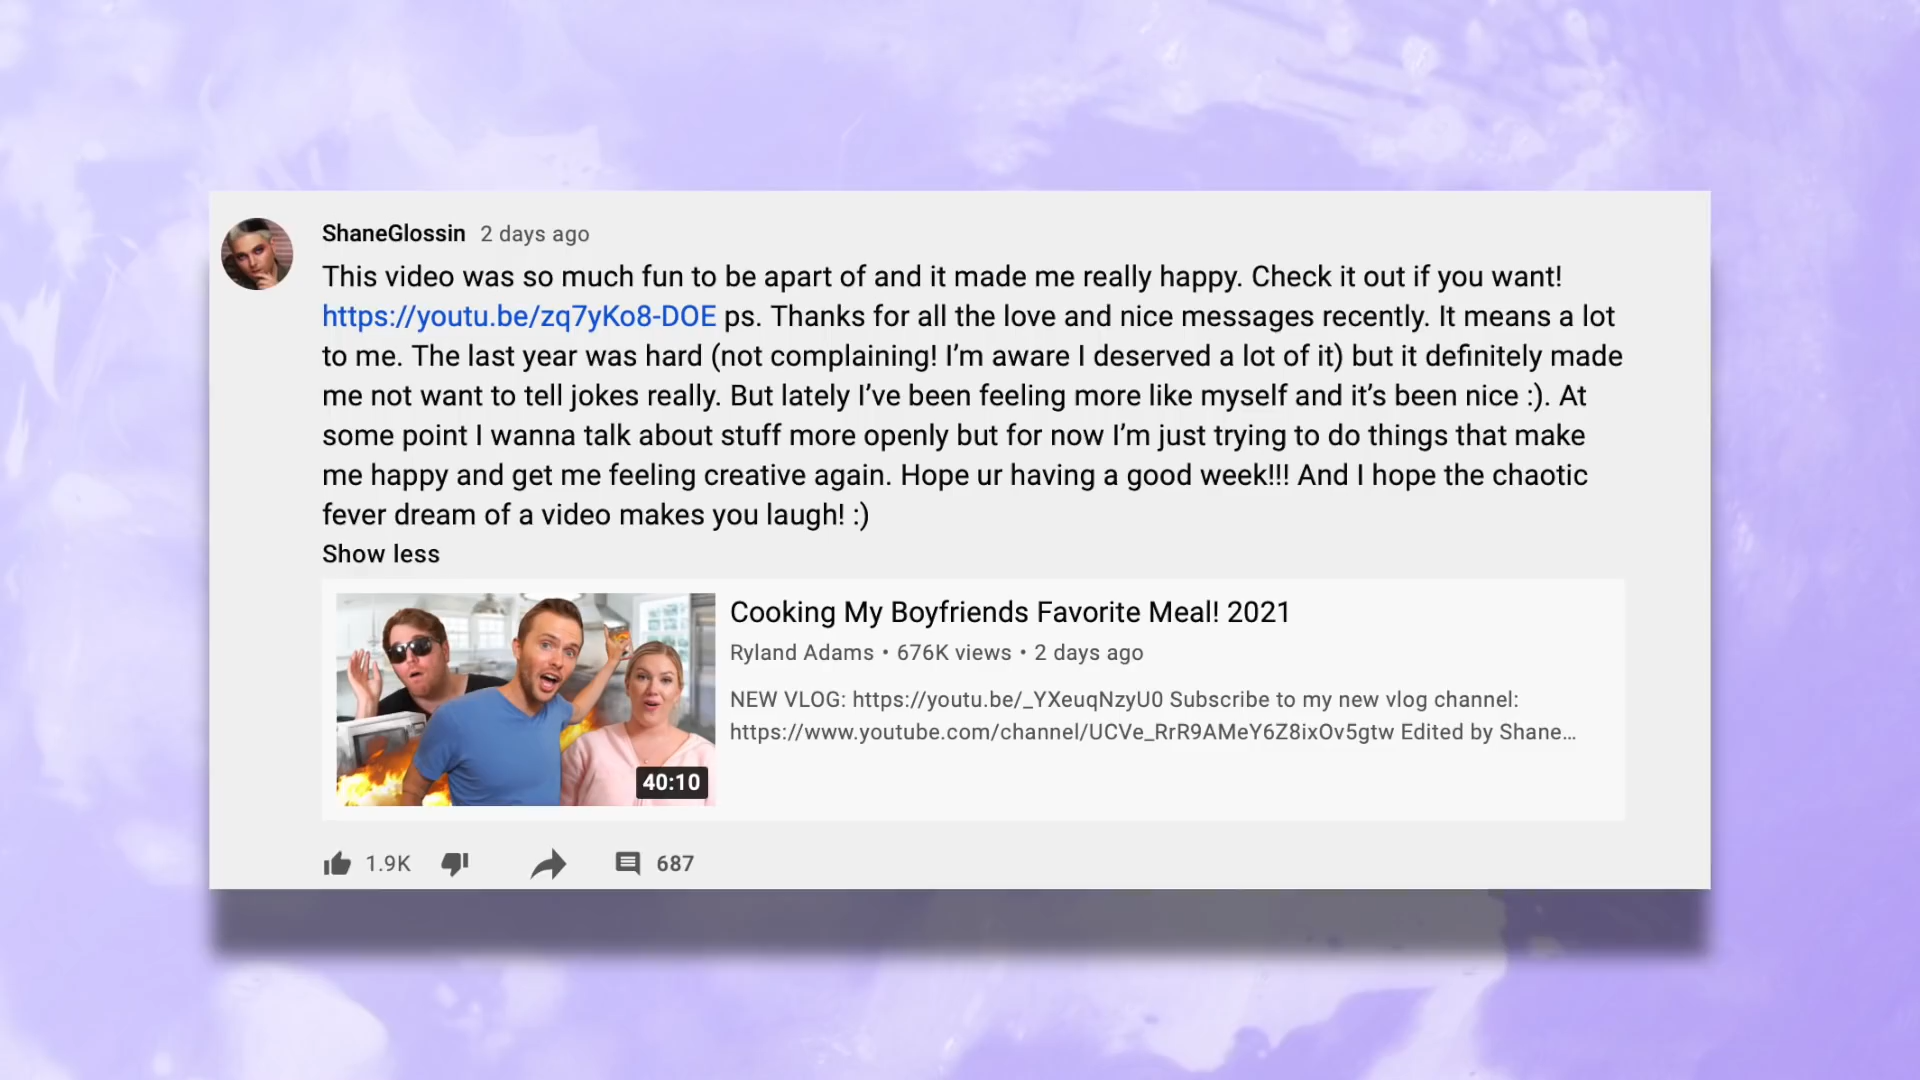 ShaneGlossin 2 days ago
This video was so much fun to be apart of and it made me really happy. Check it out if you want!
https://youtu.be/zq7yKo8-DOE ps. Thanks for all the love and nice messages recently. It means a lot
to me. The last year was hard (not complaining! I’m aware I deserved a lot of it) but it definitely made
me not want to tell jokes really. But lately I’ve been feeling more like myself and it’s been nice :). At
some point I wanna talk about stuff more openly but for now I’m just trying to do things that make
me happy and get me feeling creative again. Hope ur having a good week!!! And I hope the chaotic
fever dream of a video makes you laugh! :)
Show less
Cooking My Boyfriends Favorite Meal! 2021
Ryland Adams • 676K views • 2 days ago
NEW VLOG: https://youtu.be/_YXeuqNzyU0 Subscribe to my new vlog channel:
https://www.youtube.com/channel/UCVe_RrR9AMeY6Z8ixOv5gtw Edited by Shane...
40:10
1.9K 687